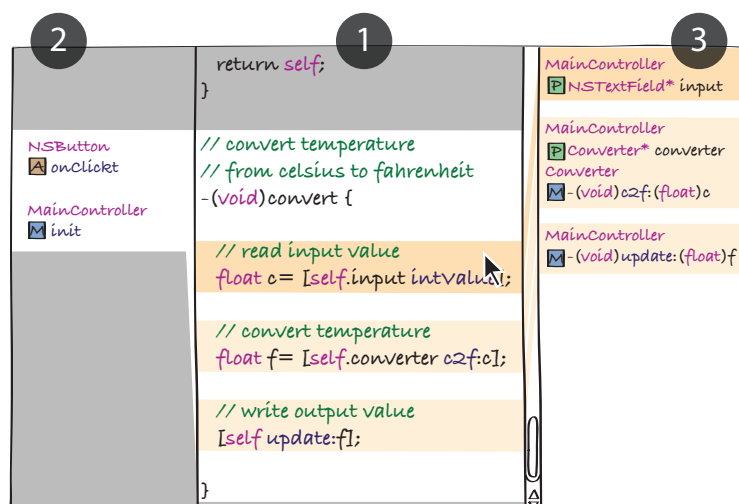 2
1
3
return self;
}
// convert temperature
// from celsius to fahrenheit
-(void)convert {
// read input value
float c= [self.input intValue];
// convert temperature
float f= [self.converter c2f:c];
// write output value
[self update:f];
}
NSButton
A onClickt
MainController
M init
MainController
P NSTextField* input
MainController
P Converter* converter
Converter
M -(void)c2f:(float)c
MainController
M -(void)update:(float)f